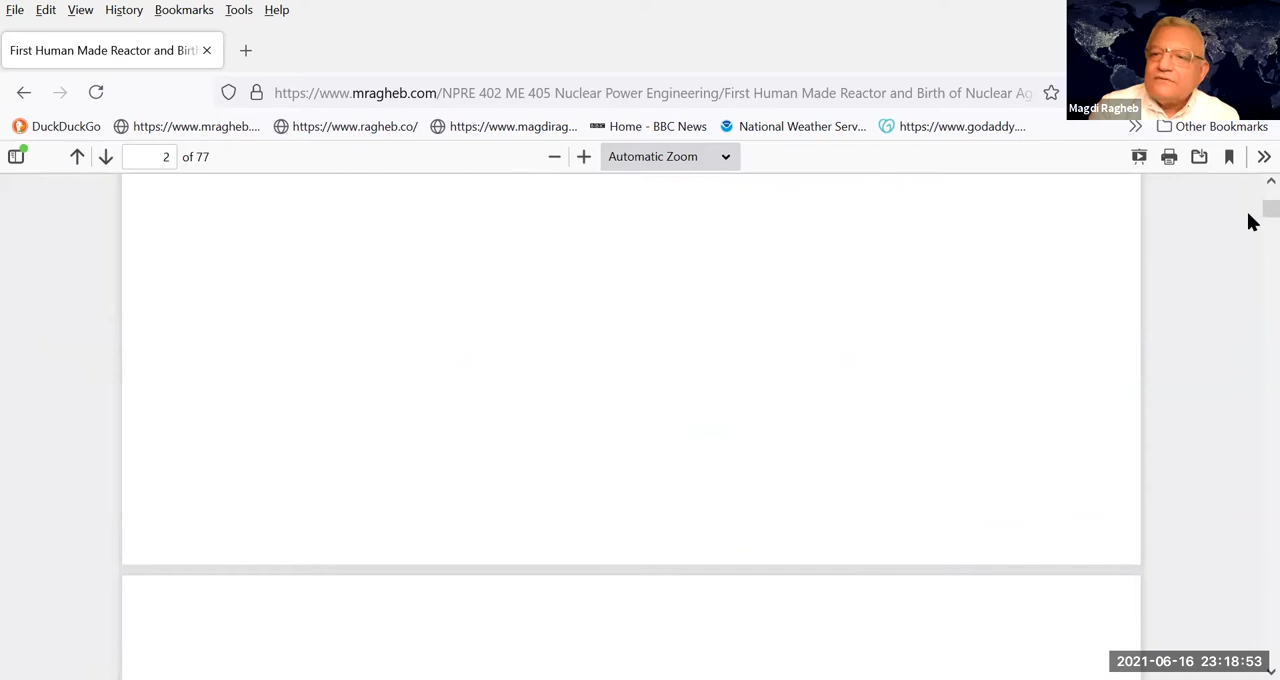 File Edit View History Bookmarks Tools Help
First Human Made Reactor and Birt
https://www.mragheb.com/NPRE 402 ME 405 Nuclear Power Engineering/First Human Made Reactor and Birth of Nuclear Ag
Magdi Ragheb
DuckDuckGo https://www.mragheb.... https://www.ragheb.co/ https://www.magdirag... BBC Home - BBC News National Weather Serv... https://www.godaddy.... Other Bookmarks
2 of 77 Automatic Zoom
2021-06-16 23:18:53